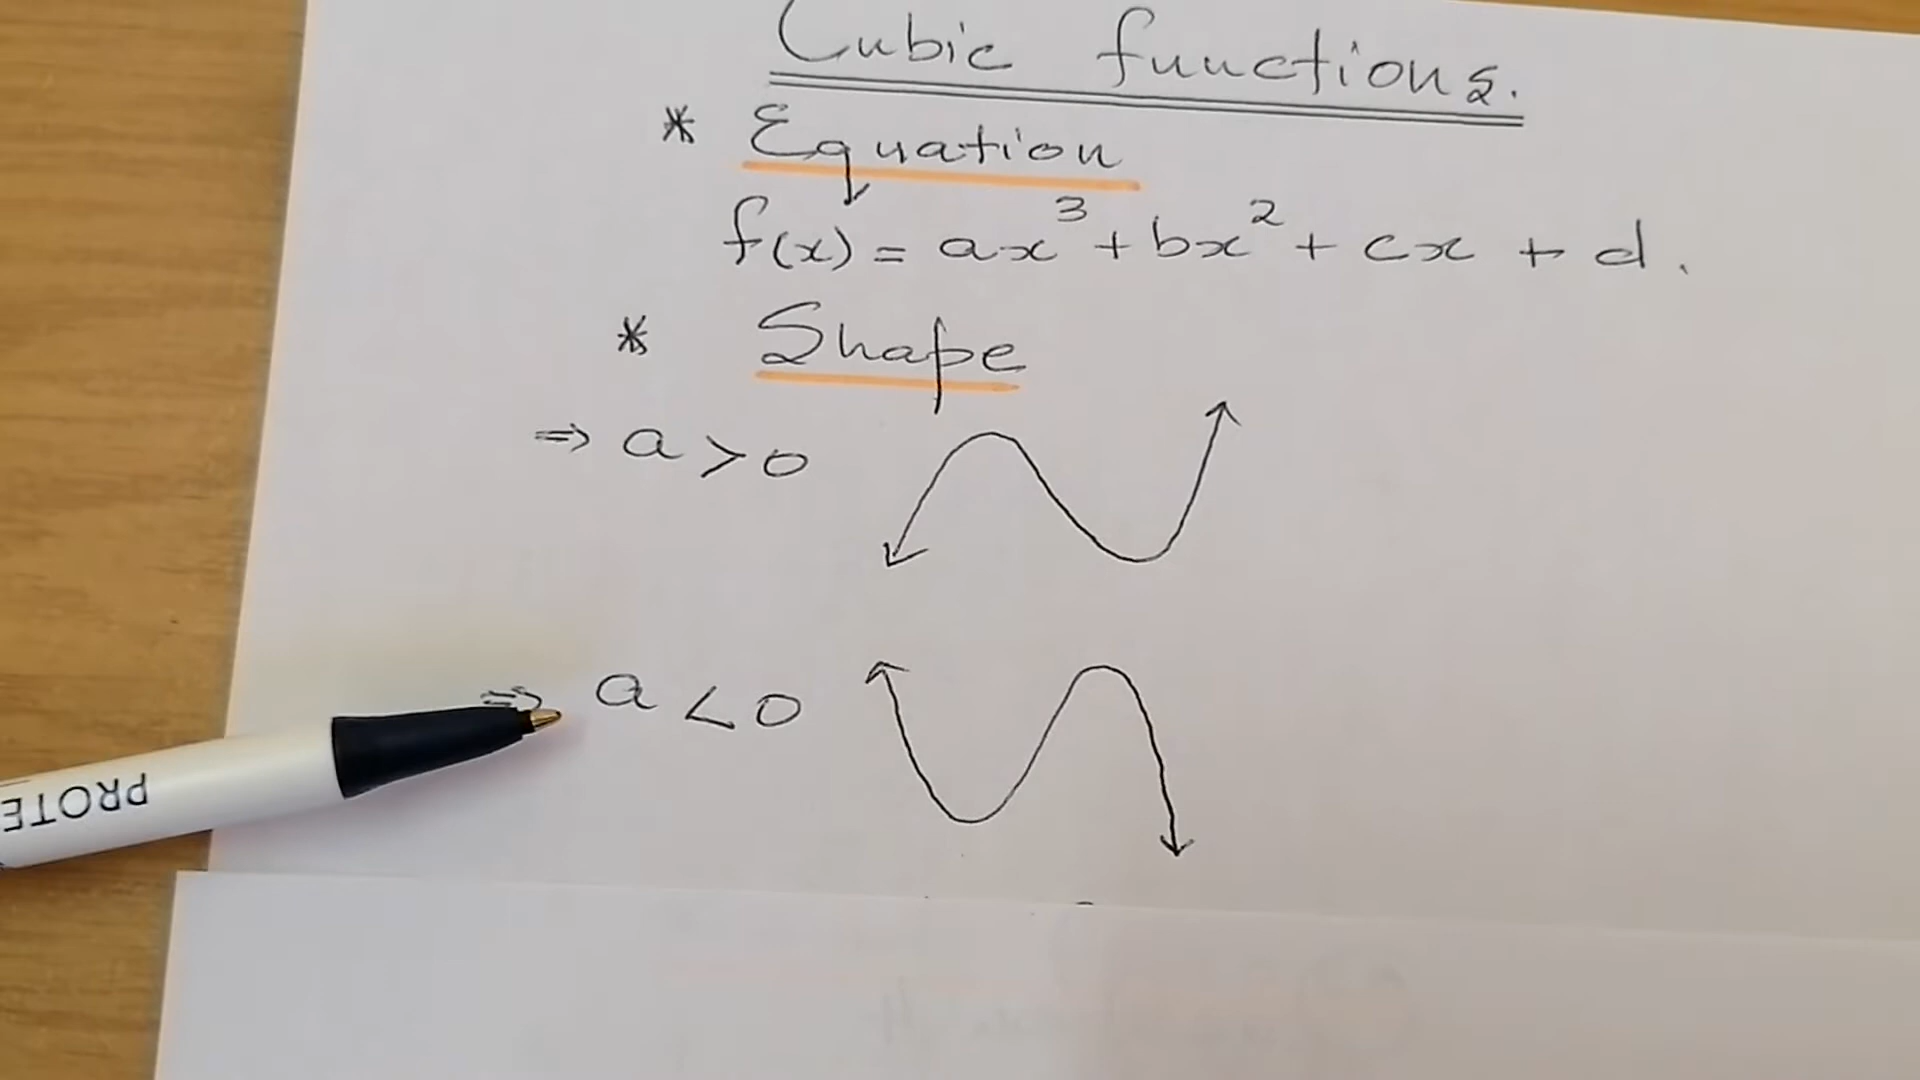 Cubic functions.
* Equation
f(x) = ax³ + bx² + cx + d.
* Shape
⇒ a > 0
⇒ a < 0
PROTE